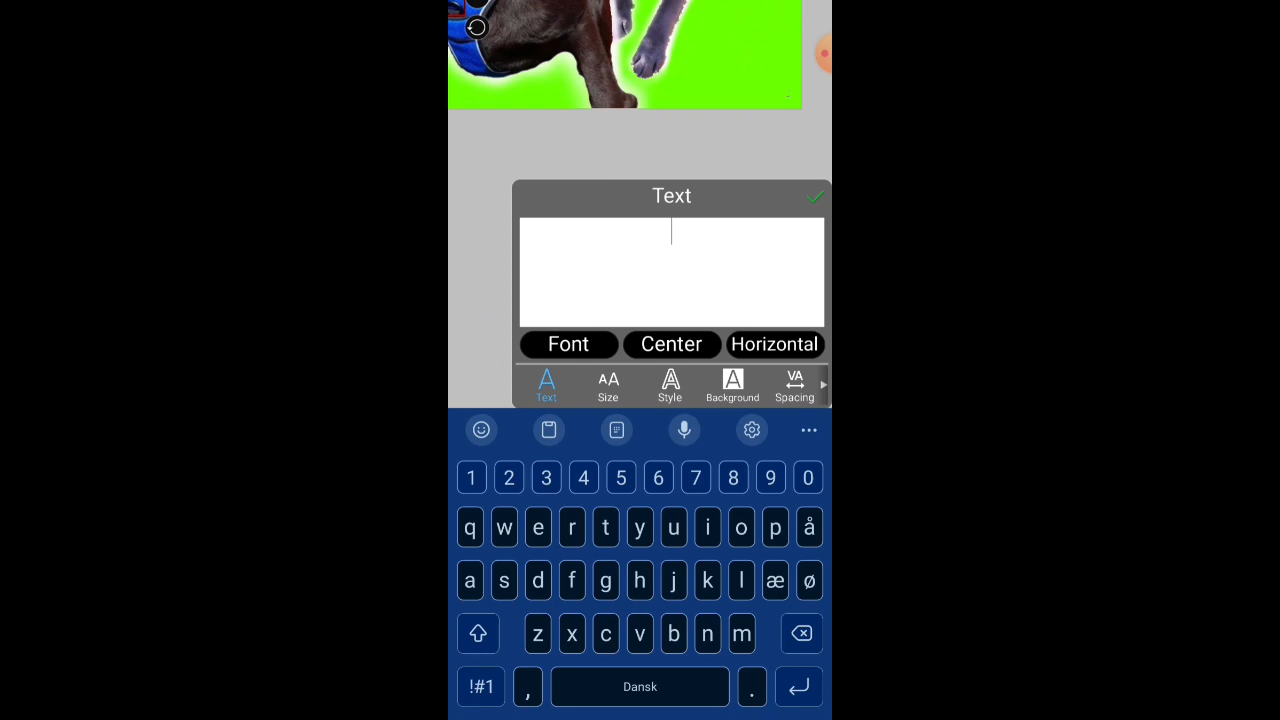 Text
Font Center Horizontal
Text Size Style Background Spacing
1 2 3 4 5 6 7 8 9 0
q w e r t y u i o p å
a s d f g h j k l æ ø
z x c v b n m
!#1 , Dansk .